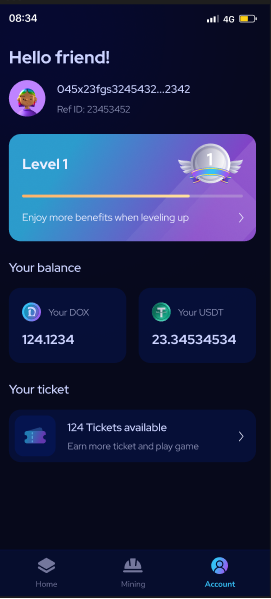 08:34
4G
Hello friend!
045x23fgs3245432...2342
Ref ID: 23453452
Level 1
1
Enjoy more benefits when leveling up
Your balance
Your DOX
124.1234
Your USDT
23.34534534
Your ticket
124 Tickets available
Earn more ticket and play game
Home
Mining
Account